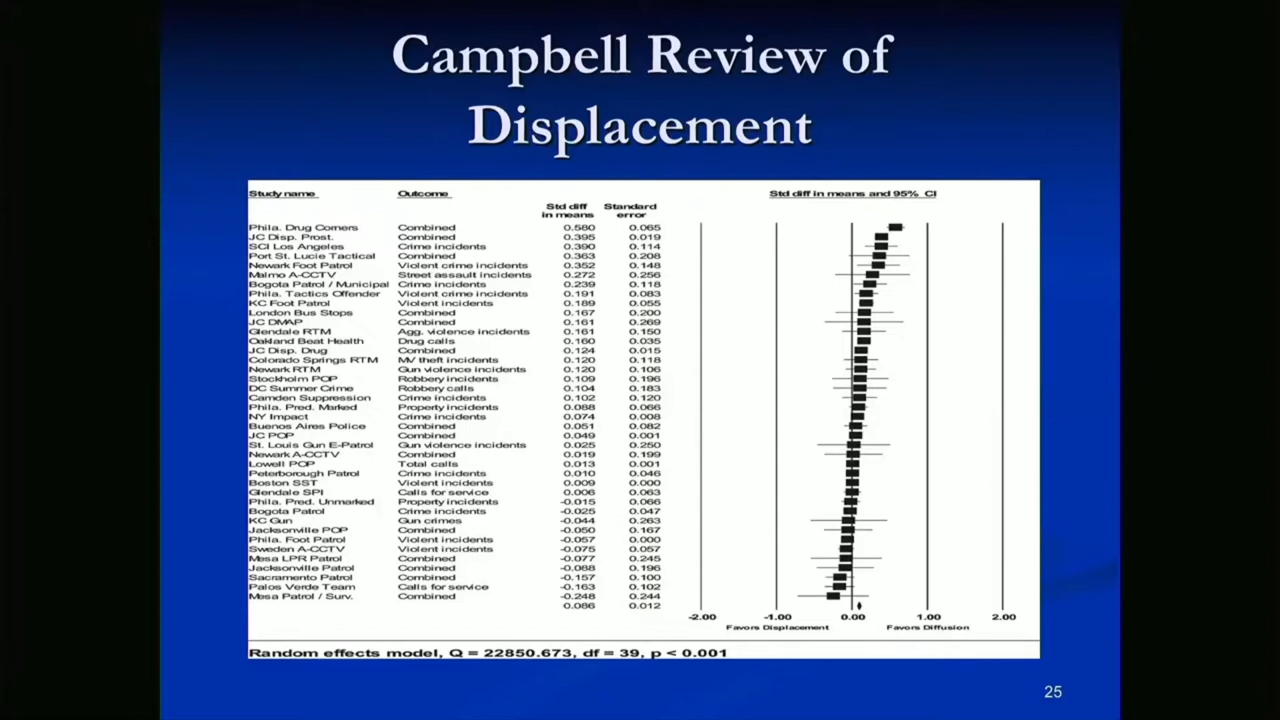 Campbell Review of
Displacement
Study name Outcome Std diff in means and 95% CI
Std diff Standard
in means error
Phila. Drug Corners Combined 0.580 0.065
JC Disp. Prost. Combined 0.395 0.019
SCI Los Angeles Crime incidents 0.390 0.114
Port St. Lucie Tactical Combined 0.363 0.208
Newark Foot Patrol Violent crime incidents 0.352 0.148
Malmo A-CCTV Street assault incidents 0.272 0.256
Bogota Patrol / Municipal Crime incidents 0.239 0.118
Phila. Tactics Offender Violent crime incidents 0.191 0.083
KC Foot Patrol Violent incidents 0.189 0.055
London Bus Stops Combined 0.167 0.200
JC DMAP Combined 0.161 0.269
Glendale RTM Agg. violence incidents 0.161 0.150
Oakland Beat Health Drug calls 0.160 0.035
JC Disp. Drug Combined 0.124 0.015
Colorado Springs RTM MV theft incidents 0.120 0.118
Newark RTM Gun violence incidents 0.120 0.106
Stockholm POP Robbery incidents 0.109 0.196
DC Summer Crime Robbery calls 0.104 0.183
Camden Suppression Crime incidents 0.102 0.120
Phila. Pred. Marked Property incidents 0.088 0.066
NY Impact Crime incidents 0.074 0.008
Buenos Aires Police Combined 0.051 0.082
JC POP Combined 0.049 0.001
St. Louis Gun E-Patrol Gun violence incidents 0.025 0.250
Newark A-CCTV Combined 0.019 0.199
Lowell POP Total calls 0.013 0.001
Peterborough Patrol Crime incidents 0.010 0.046
Boston SST Violent incidents 0.009 0.000
Glendale SPI Calls for service 0.006 0.063
Phila. Pred. Unmarked Property incidents -0.015 0.066
Bogota Patrol Crime incidents -0.025 0.047
KC Gun Gun crimes -0.044 0.263
Jacksonville POP Combined -0.050 0.167
Phila. Foot Patrol Violent incidents -0.057 0.000
Sweden A-CCTV Violent incidents -0.075 0.057
Mesa LPR Patrol Combined -0.077 0.245
Jacksonville Patrol Combined -0.088 0.196
Sacramento Patrol Combined -0.157 0.100
Palos Verde Team Calls for service -0.163 0.102
Mesa Patrol / Surv. Combined -0.248 0.244
0.086 0.012
-2.00 -1.00 0.00 1.00 2.00
Favors Displacement Favors Diffusion
Random effects model, Q = 22850.673, df = 39, p < 0.001
25